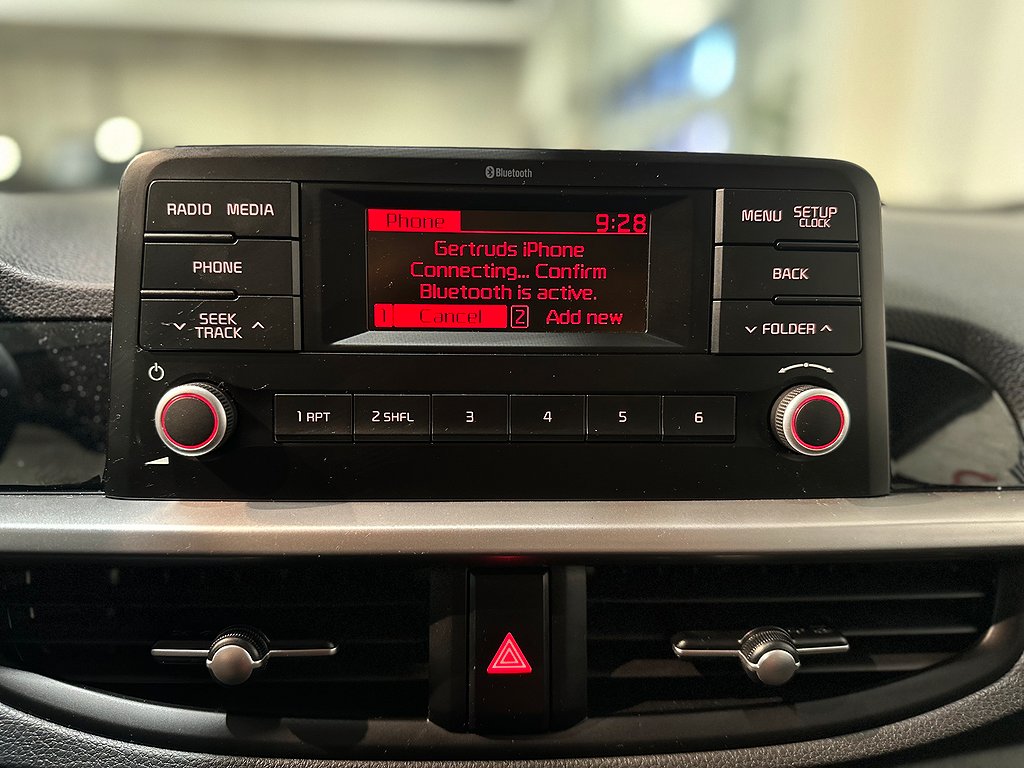 Bluetooth
RADIO MEDIA
PHONE
SEEK
TRACK
Phone 9:28
Gertruds iPhone
Connecting... Confirm
Bluetooth is active.
1 Cancel 2 Add new
MENU SETUP
CLOCK
BACK
FOLDER
1 RPT 2 SHFL 3 4 5 6